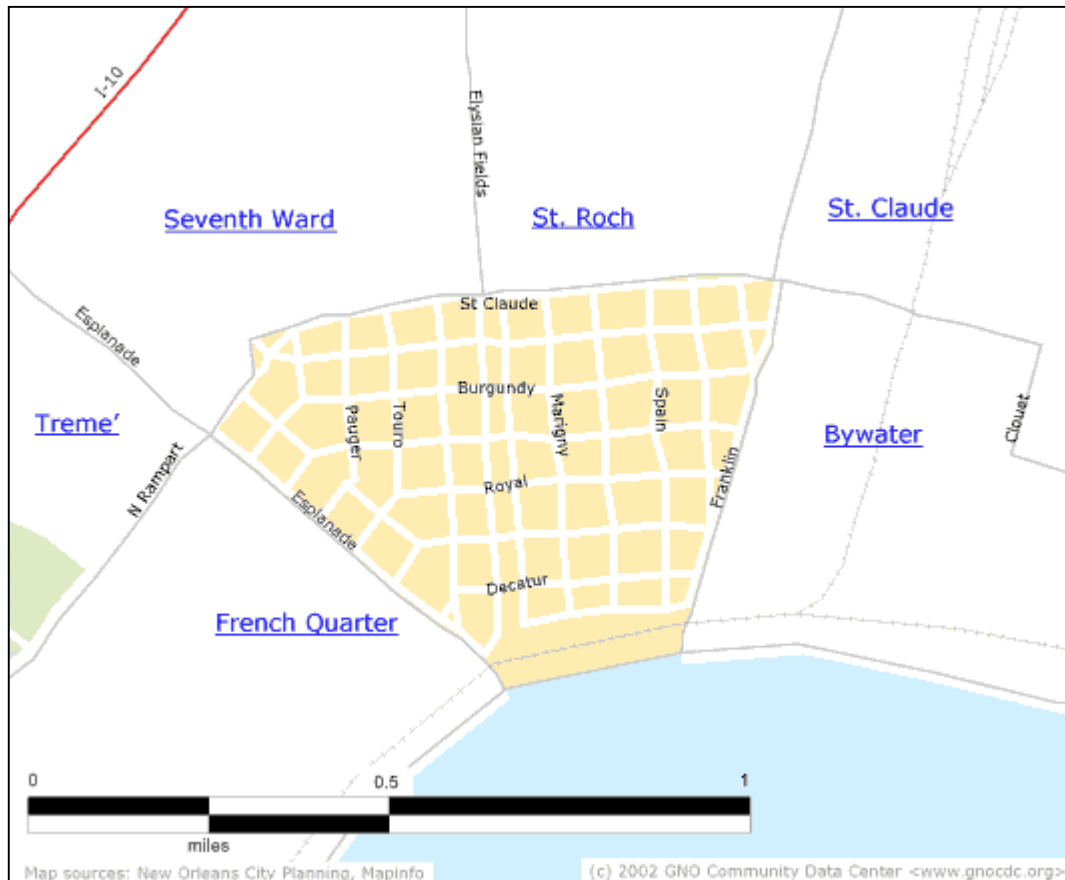 I-10
Elysian Fields
Seventh Ward
St. Roch
St. Claude
St Claude
Esplanade
Burgundy
Treme’
Pauger
Touro
Marigny
Spain
Bywater
Clouet
N Rampart
Royal
Franklin
Esplanade
Decatur
French Quarter
0 0.5 1
miles
Map sources: New Orleans City Planning, Mapinfo
(c) 2002 GNO Community Data Center <www.gnocdc.org>